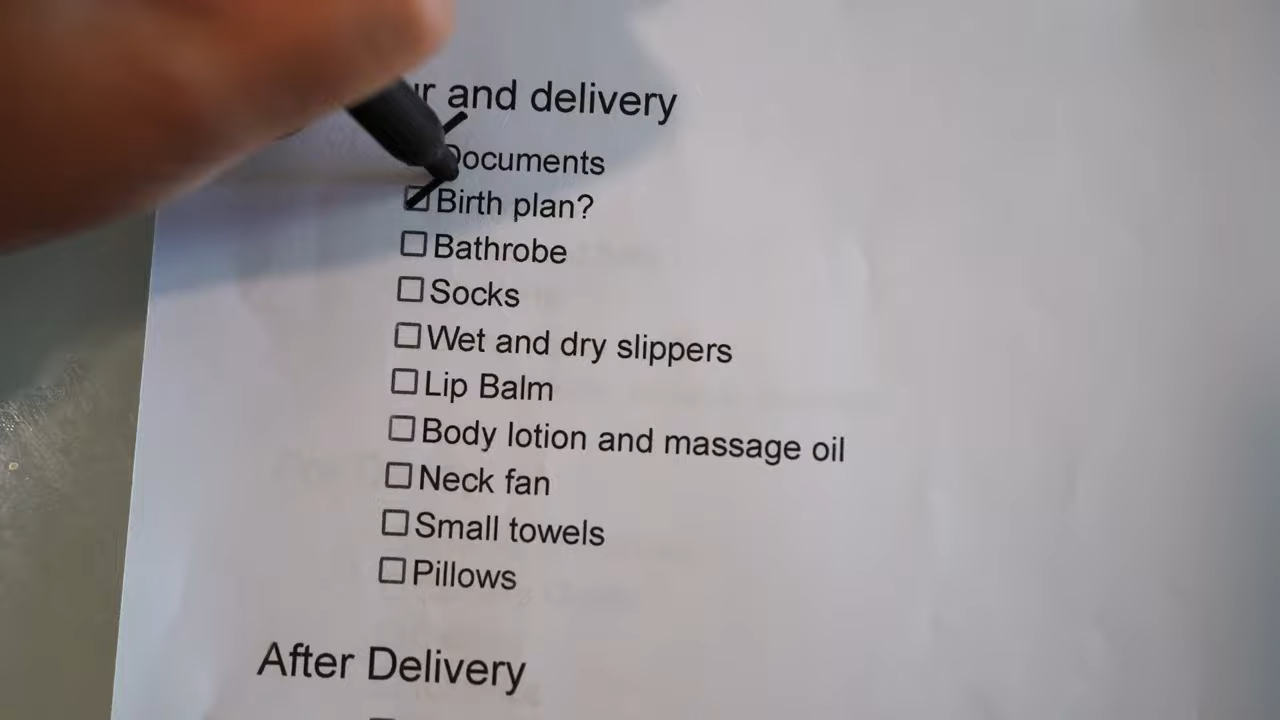 and delivery
Documents
Birth plan?
Bathrobe
Socks
Wet and dry slippers
Lip Balm
Body lotion and massage oil
Neck fan
Small towels
Pillows
After Delivery